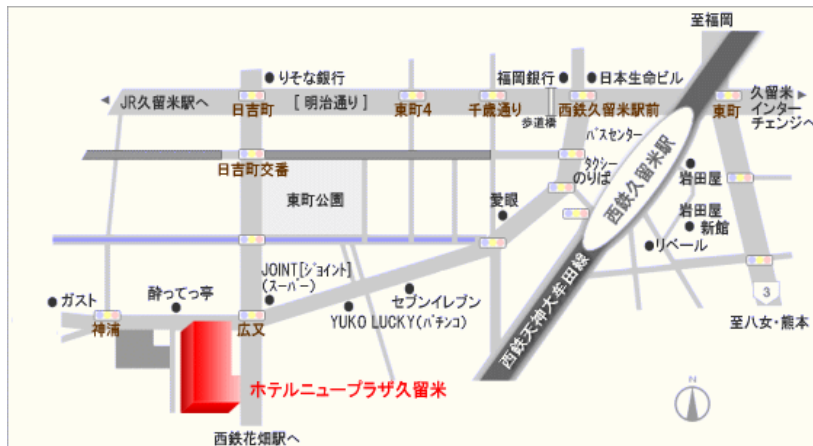 至福岡
りそな銀行
福岡銀行
日本生命ビル
JR久留米駅へ
日吉町
[ 明治通り ]
東町4
千歳通り
歩道橋
西鉄久留米駅前
東町
久留米
インター
チェンジへ
バスセンター
日吉町交番
タクシー
のりば
西鉄久留米駅
岩田屋
東町公園
愛眼
岩田屋
新館
リベール
JOINT[ジョイント]
(スーパー)
セブンイレブン
西鉄天神大牟田線
3
ガスト
酔ってっ亭
神浦
広又
YUKO LUCKY(パチンコ)
至八女・熊本
ホテルニュープラザ久留米
N
西鉄花畑駅へ